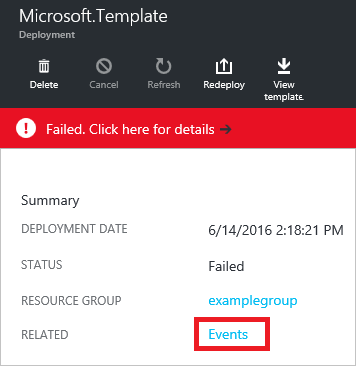 Microsoft.Template
Deployment
Delete Cancel Refresh Redeploy View template
Failed. Click here for details →
Summary
DEPLOYMENT DATE 6/14/2016 2:18:21 PM
STATUS Failed
RESOURCE GROUP examplegroup
RELATED Events